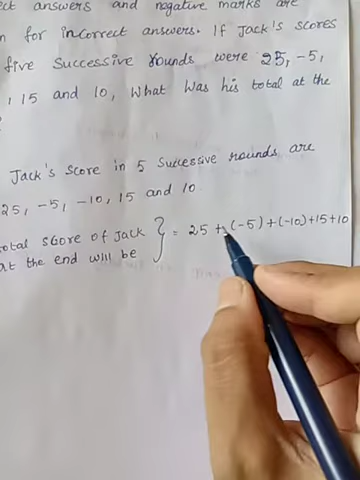 ect answers and negative marks are
n for incorrect answers. If Jack's scores
five successive rounds were 25, -5,
, 15 and 10, What was his total at the
Jack's Score in 5 Successive rounds are
25, -5, -10, 15 and 10
total score of Jack } = 25 + (-5) + (-10) + 15 + 10
at the end will be